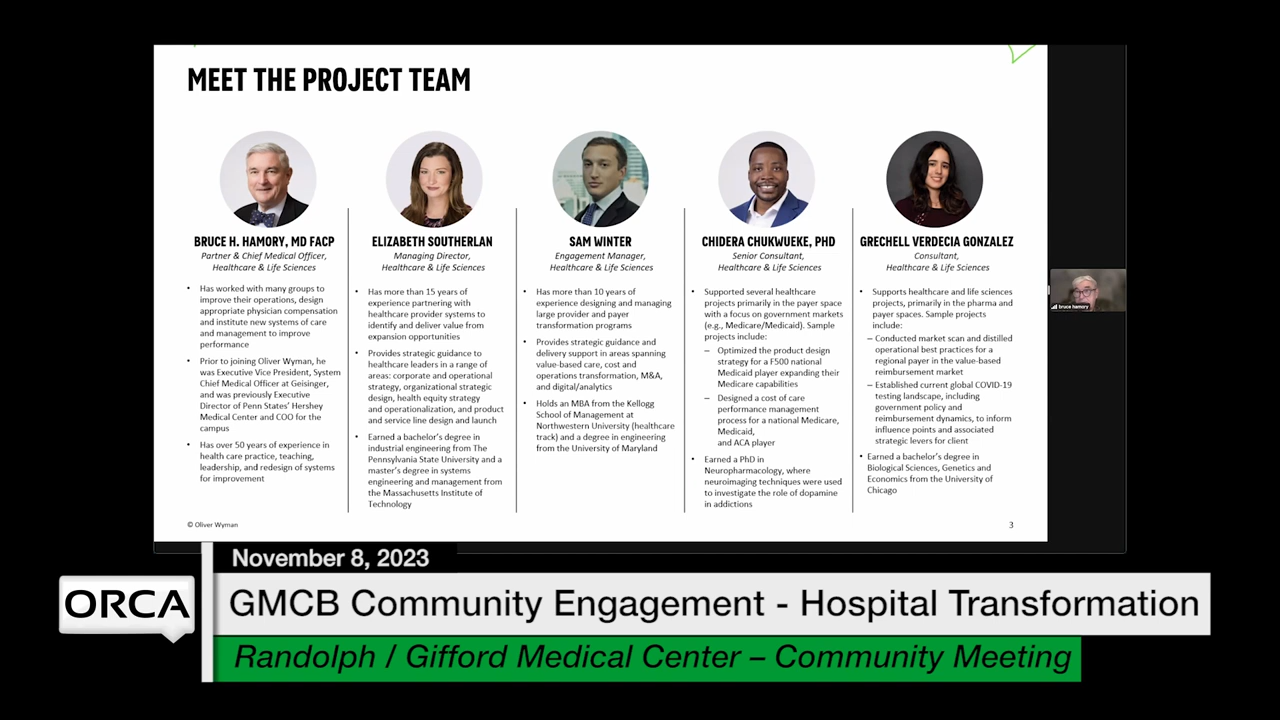 MEET THE PROJECT TEAM
BRUCE H. HAMORY, MD FACP
Partner & Chief Medical Officer,
Healthcare & Life Sciences
• Has worked with many groups to
improve their operations, design
appropriate physician compensation
and institute new systems of care
and management to improve
performance
• Prior to joining Oliver Wyman, he
was Executive Vice President, System
Chief Medical Officer at Geisinger,
and was previously Executive
Director of Penn States' Hershey
Medical Center and COO for the
campus
• Has over 50 years of experience in
health care practice, teaching,
leadership, and redesign of systems
for improvement
ELIZABETH SOUTHERLAN
Managing Director,
Healthcare & Life Sciences
• Has more than 15 years of
experience partnering with
healthcare provider systems to
identify and deliver value from
expansion opportunities
• Provides strategic guidance to
healthcare leaders in a range of
areas: corporate and operational
strategy, organizational strategic
design, health equity strategy
and operationalization, and product
and service line design and launch
• Earned a bachelor's degree in
industrial engineering from The
Pennsylvania State University and a
master's degree in systems
engineering and management from
the Massachusetts Institute of
Technology
SAM WINTER
Engagement Manager,
Healthcare & Life Sciences
• Has more than 10 years of
experience designing and managing
large provider and payer
transformation programs
• Provides strategic guidance and
delivery support in areas spanning
value-based care, cost and
operations transformation, M&A,
and digital/analytics
• Holds an MBA from the Kellogg
School of Management at
Northwestern University (healthcare
track) and a degree in engineering
from the University of Maryland
CHIDERA CHUKWUEKE, PHD
Senior Consultant,
Healthcare & Life Sciences
• Supported several healthcare
projects primarily in the payer space
with a focus on government markets
(e.g., Medicare/Medicaid). Sample
projects include:
– Optimized the product design
strategy for a F500 national
Medicaid player expanding their
Medicare capabilities
– Designed a cost of care
performance management
process for a national Medicare,
Medicaid,
and ACA player
• Earned a PhD in
Neuropharmacology, where
neuroimaging techniques were used
to investigate the role of dopamine
in addictions
GRECHELL VERDECIA GONZALEZ
Consultant,
Healthcare & Life Sciences
• Supports healthcare and life sciences
projects, primarily in the pharma and
payer spaces. Sample projects
include:
– Conducted market scan and distilled
operational best practices for a
regional payer in the value-based
reimbursement market
– Established current global COVID-19
testing landscape, including
government policy and
reimbursement dynamics, to inform
influence points and associated
strategic levers for client
• Earned a bachelor's degree in
Biological Sciences, Genetics and
Economics from the University of
Chicago
© Oliver Wyman
3
bruce hamory
November 8, 2023
ORCA
GMCB Community Engagement - Hospital Transformation
Randolph / Gifford Medical Center – Community Meeting